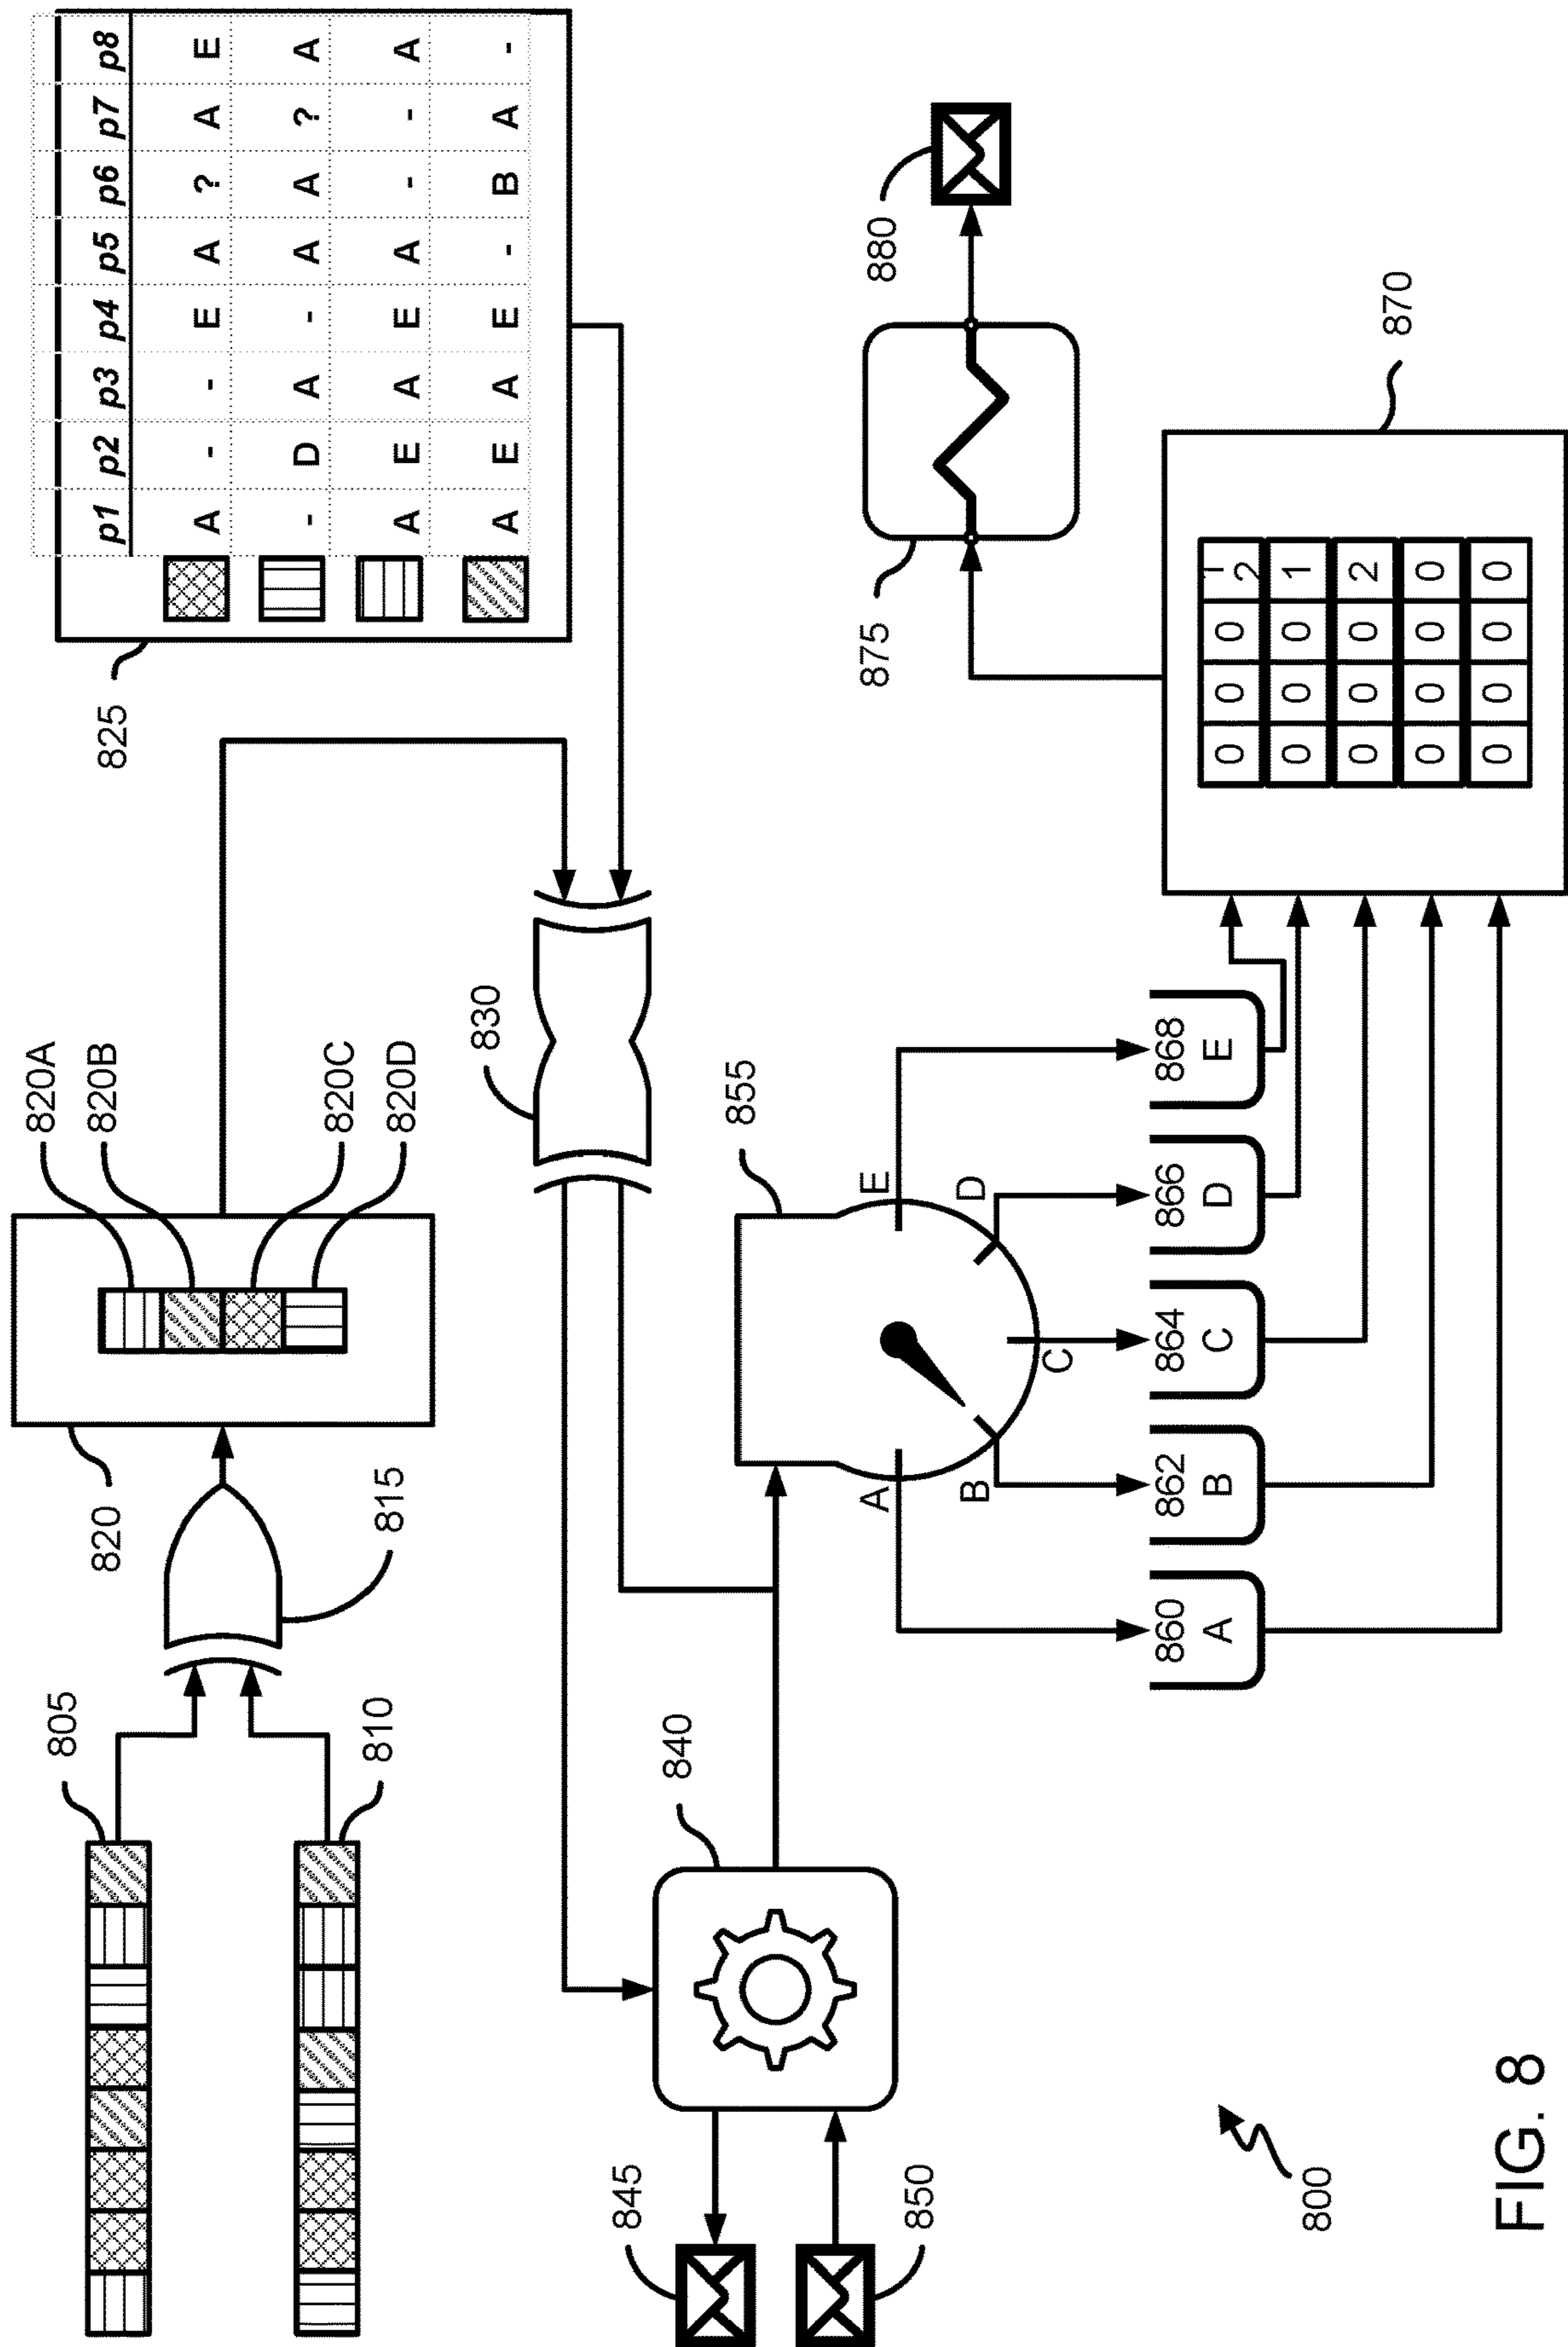 805
810
815
820
820A
820B
820C
820D
825
p1 p2 p3 p4 p5 p6 p7 p8
A - - E A ? A E
- D A - A A ? A
A E A E A - - A
A E A E - B A -
830
840
845
850
855
A
B
C
D
E
860
A
862
B
864
C
866
D
868
E
870
0 0 0 12
0 0 0 1
0 0 0 2
0 0 0 0
0 0 0 0
875
880
800
FIG. 8